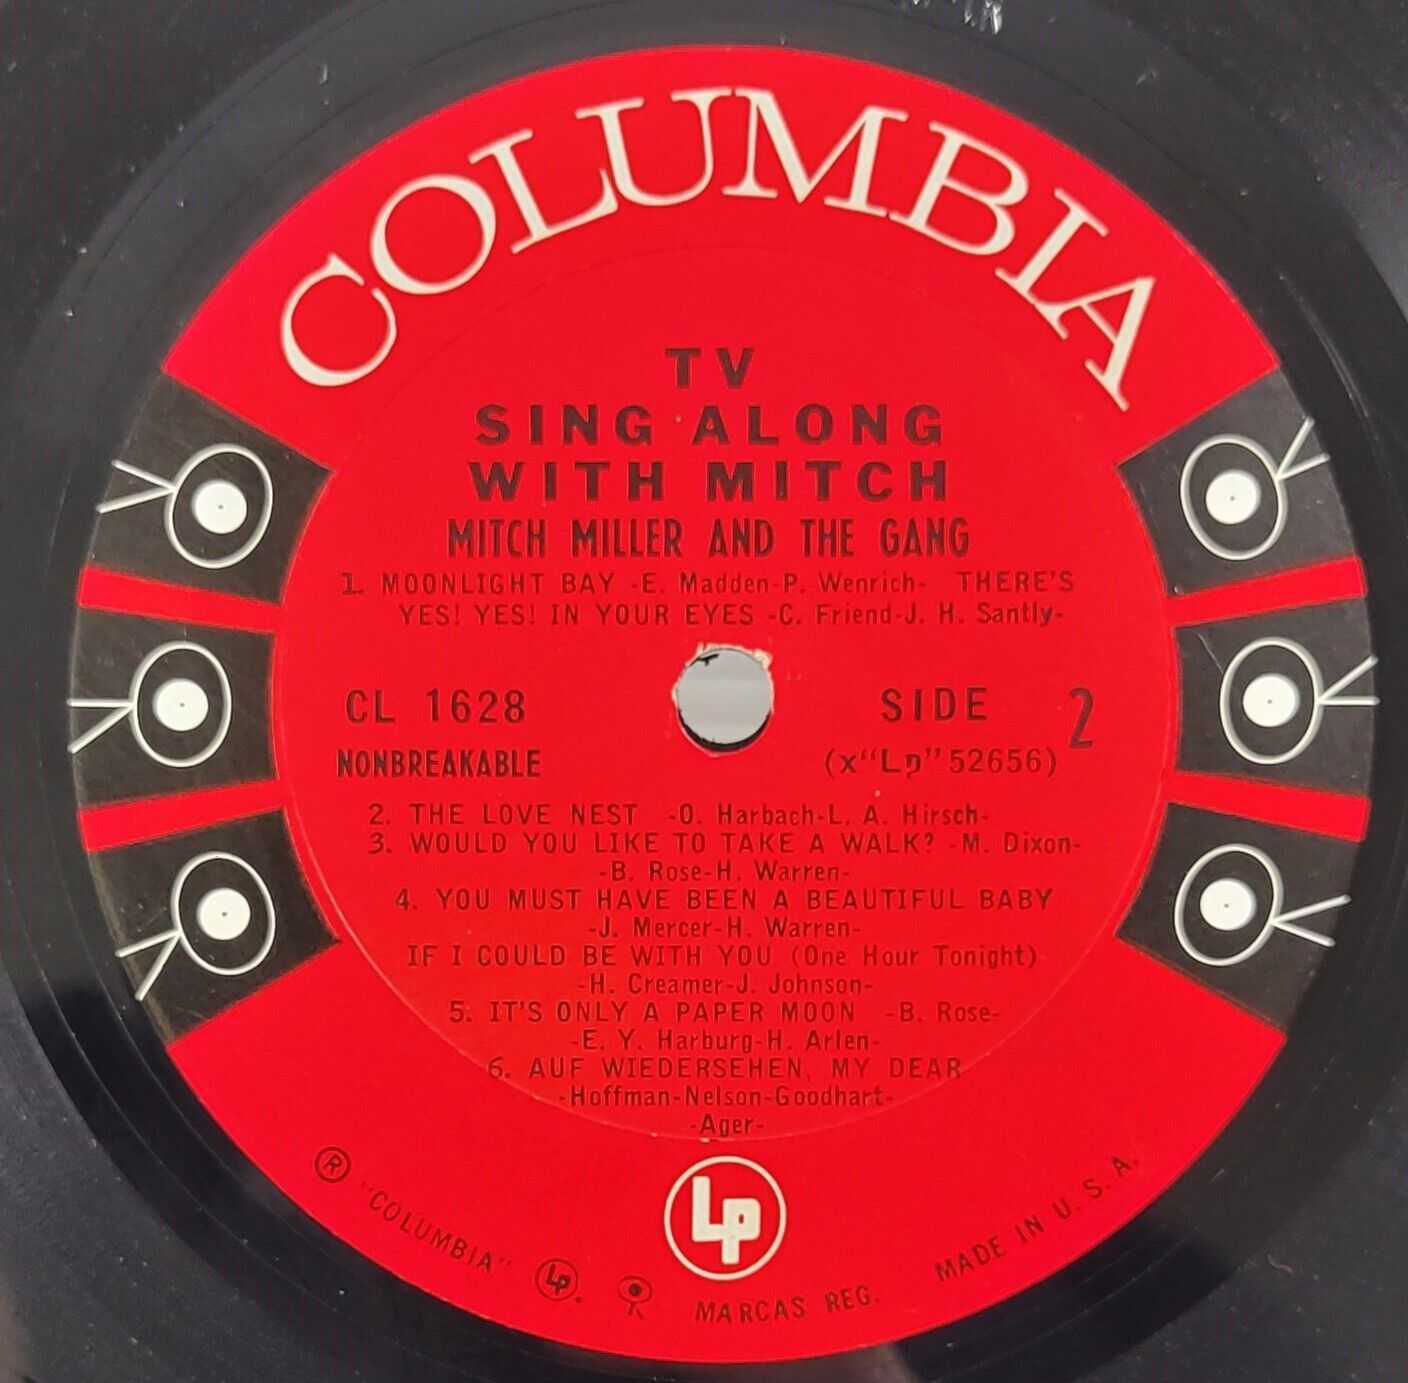 COLUMBIA
TV
SING ALONG
WITH MITCH
MITCH MILLER AND THE GANG
1. MOONLIGHT BAY -E. Madden-P. Wenrich- THERE'S
YES! YES! IN YOUR EYES -C. Friend-J. H. Santly-
CL 1628 SIDE 2
NONBREAKABLE (x"Lp" 52656)
2. THE LOVE NEST -O. Harbach-L. A. Hirsch-
3. WOULD YOU LIKE TO TAKE A WALK? -M. Dixon-
-B. Rose-H. Warren-
4. YOU MUST HAVE BEEN A BEAUTIFUL BABY
-J. Mercer-H. Warren-
IF I COULD BE WITH YOU (One Hour Tonight)
-H. Creamer-J. Johnson-
5. IT'S ONLY A PAPER MOON -B. Rose-
-E. Y. Harburg-H. Arlen-
6. AUF WIEDERSEHEN, MY DEAR
-Hoffman-Nelson-Goodhart-
-Ager-
Lp
® "COLUMBIA" Lp. MARCAS REG. MADE IN U. S. A.